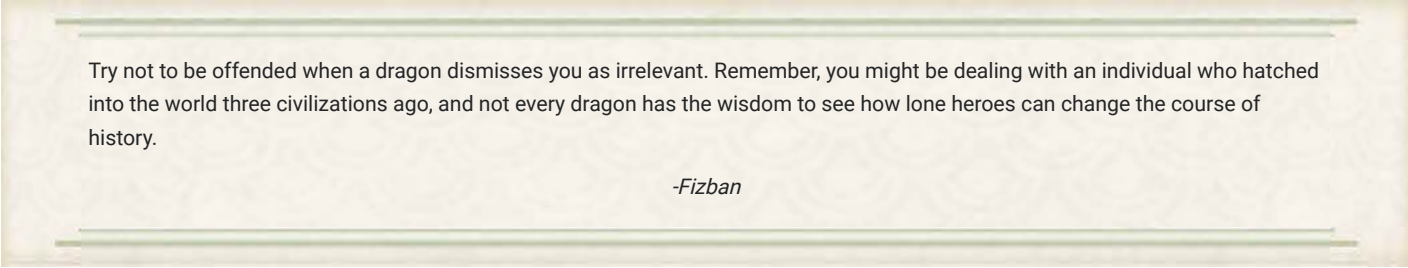 Try not to be offended when a dragon dismisses you as irrelevant. Remember, you might be dealing with an individual who hatched
into the world three civilizations ago, and not every dragon has the wisdom to see how lone heroes can change the course of
history.
-Fizban